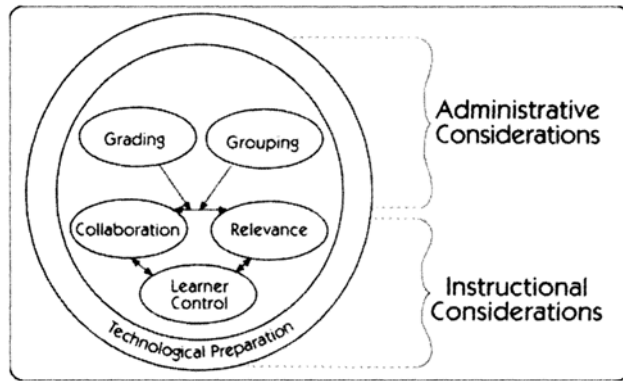 Grading
Grouping
Administrative
Considerations
Collaboration
Relevance
Learner
Control
Technological Preparation
Instructional
Considerations